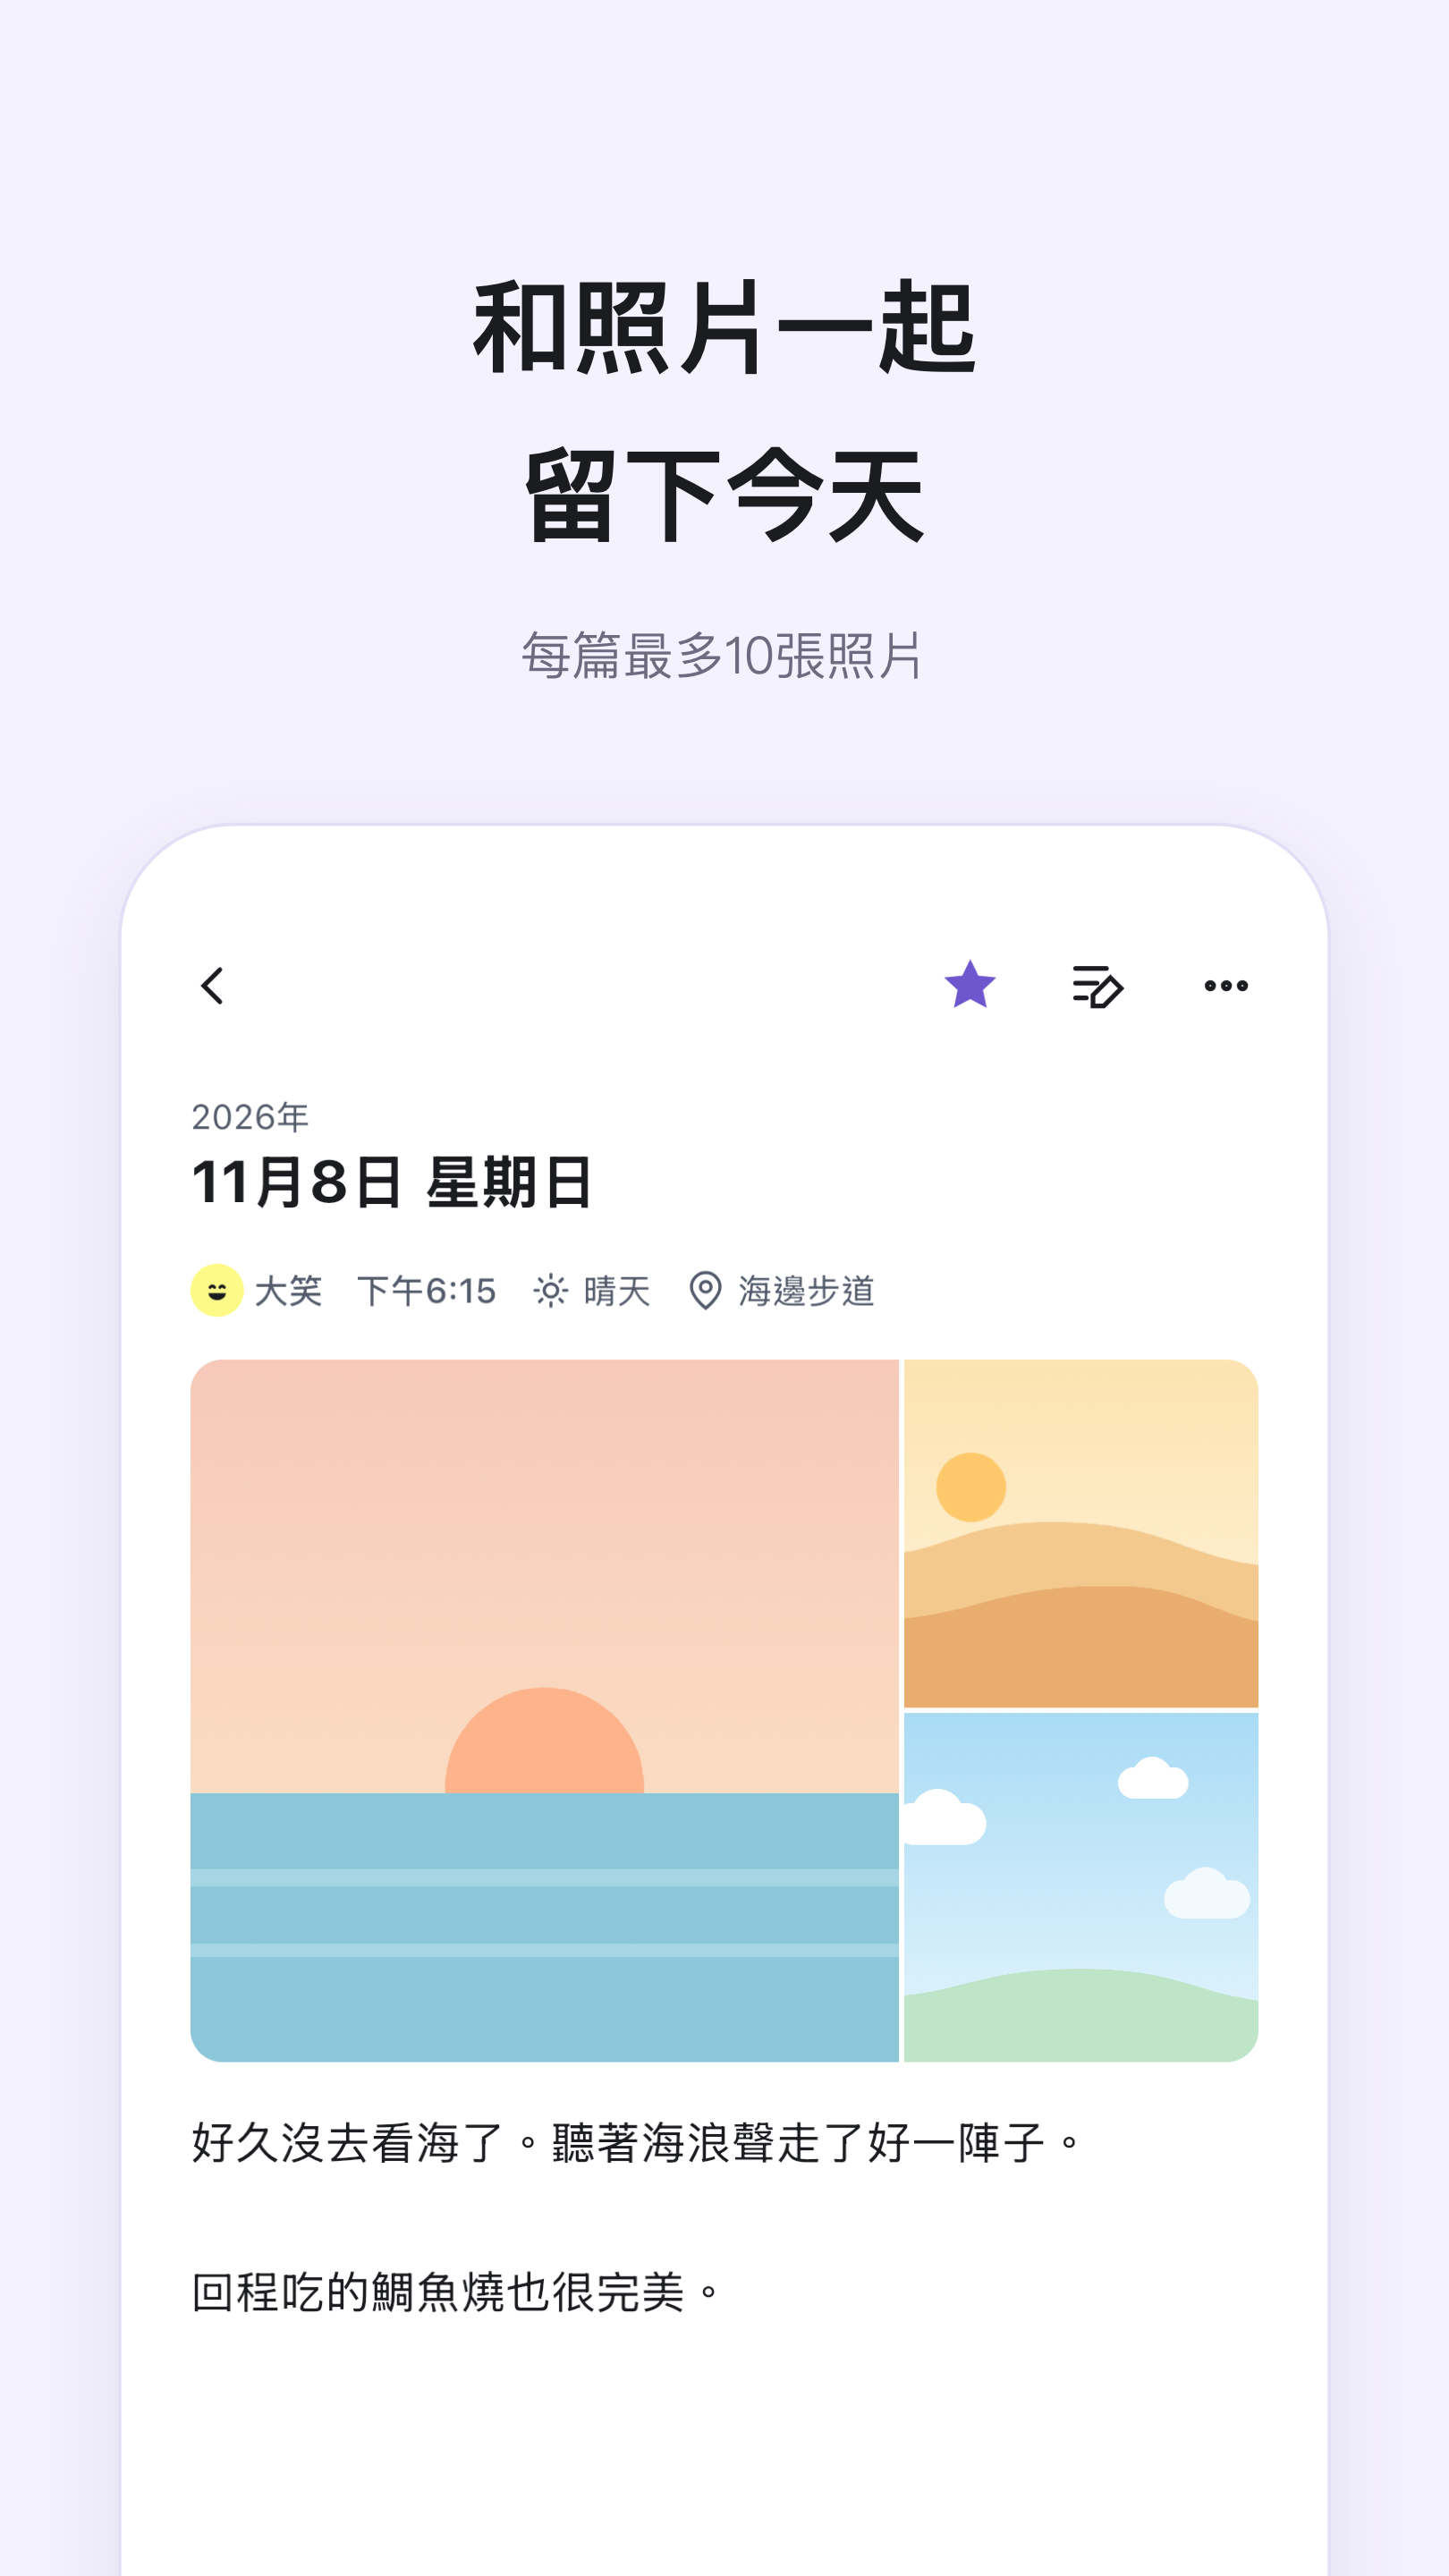 和照片一起
留下今天
每篇最多10張照片
2026年
11月8日 星期日
大笑 下午6:15 晴天 海邊步道
好久沒去看海了。聽著海浪聲走了好一陣子。
回程吃的鯛魚燒也很完美。